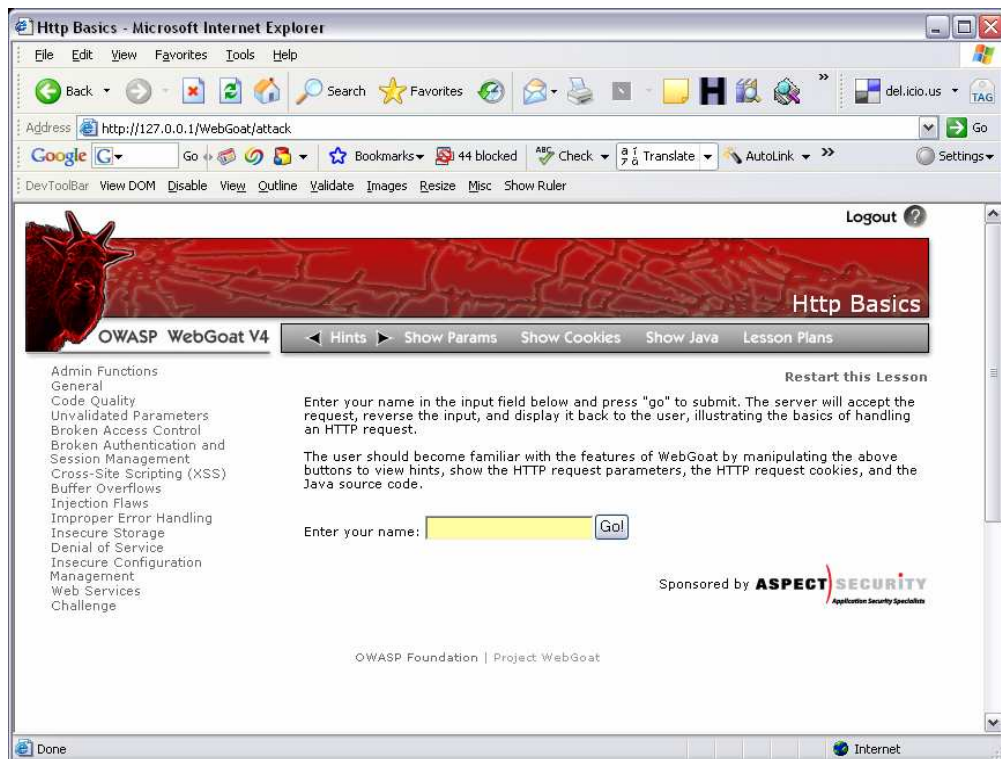 Http Basics - Microsoft Internet Explorer
File Edit View Favorites Tools Help
Back Search Favorites H » del.icio.us TAG
Address http://127.0.0.1/WebGoat/attack Go
Google G Go Bookmarks 44 blocked ABC Check Translate AutoLink » Settings
DevToolBar View DOM Disable View Outline Validate Images Resize Misc Show Ruler
Logout ?
Http Basics
OWASP WebGoat V4
Hints Show Params Show Cookies Show Java Lesson Plans
Admin Functions
General
Code Quality
Unvalidated Parameters
Broken Access Control
Broken Authentication and
Session Management
Cross-Site Scripting (XSS)
Buffer Overflows
Injection Flaws
Improper Error Handling
Insecure Storage
Denial of Service
Insecure Configuration
Management
Web Services
Challenge
Restart this Lesson
Enter your name in the input field below and press "go" to submit. The server will accept the
request, reverse the input, and display it back to the user, illustrating the basics of handling
an HTTP request.
The user should become familiar with the features of WebGoat by manipulating the above
buttons to view hints, show the HTTP request parameters, the HTTP request cookies, and the
Java source code.
Enter your name: Go!
Sponsored by ASPECT SECURITY
Application Security Specialists
OWASP Foundation | Project WebGoat
Done Internet